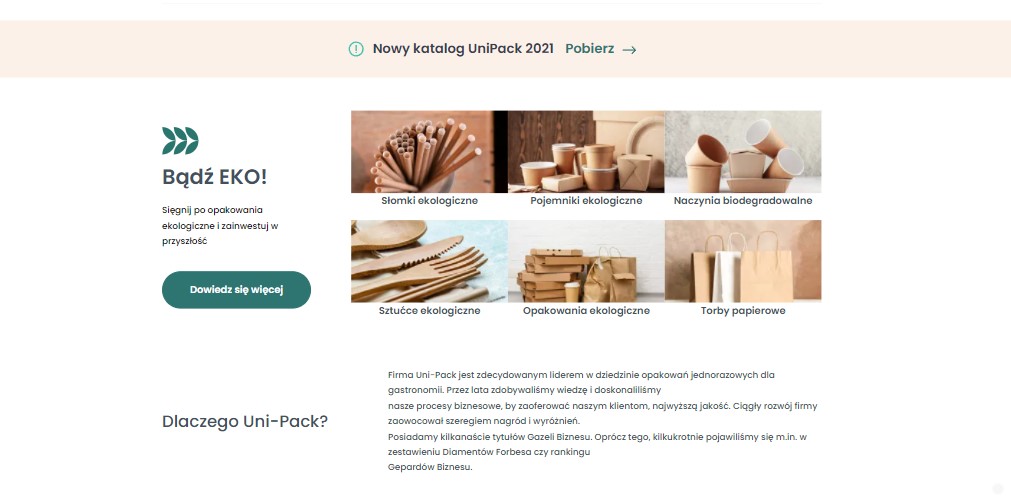 Nowy katalog UniPack 2021 Pobierz →
Bądź EKO!
Sięgnij po opakowania
ekologiczne i zainwestuj w
przyszłość
Dowiedz się więcej
Słomki ekologiczne
Pojemniki ekologiczne
Naczynia biodegradowalne
Sztućce ekologiczne
Opakowania ekologiczne
Torby papierowe
Dlaczego Uni-Pack?
Firma Uni-Pack jest zdecydowanym liderem w dziedzinie opakowań jednorazowych dla
gastronomii. Przez lata zdobywaliśmy wiedzę i doskonaliliśmy
nasze procesy biznesowe, by zaoferować naszym klientom, najwyższą jakość. Ciągły rozwój firmy
zaowocował szeregiem nagród i wyróżnień.
Posiadamy kilkanaście tytułów Gazeli Biznesu. Oprócz tego, kilkukrotnie pojawiliśmy się m.in. w
zestawieniu Diamentów Forbesa czy rankingu
Gepardów Biznesu.